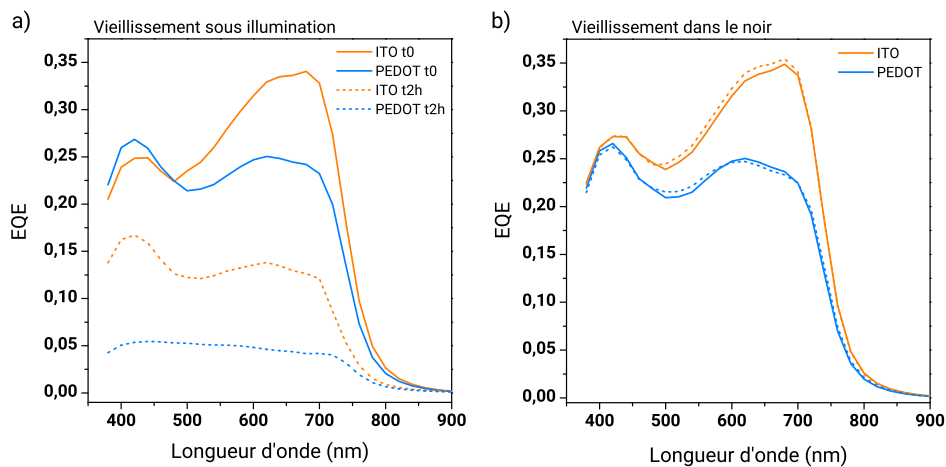 a)
Vieillissement sous illumination
ITO t0
PEDOT t0
ITO t2h
PEDOT t2h
0,35
0,30
0,25
0,20
0,15
0,10
0,05
0,00
EQE
400 500 600 700 800 900
Longueur d'onde (nm)
b)
Vieillissement dans le noir
ITO
PEDOT
0,35
0,30
0,25
0,20
0,15
0,10
0,05
0,00
EQE
400 500 600 700 800 900
Longueur d'onde (nm)